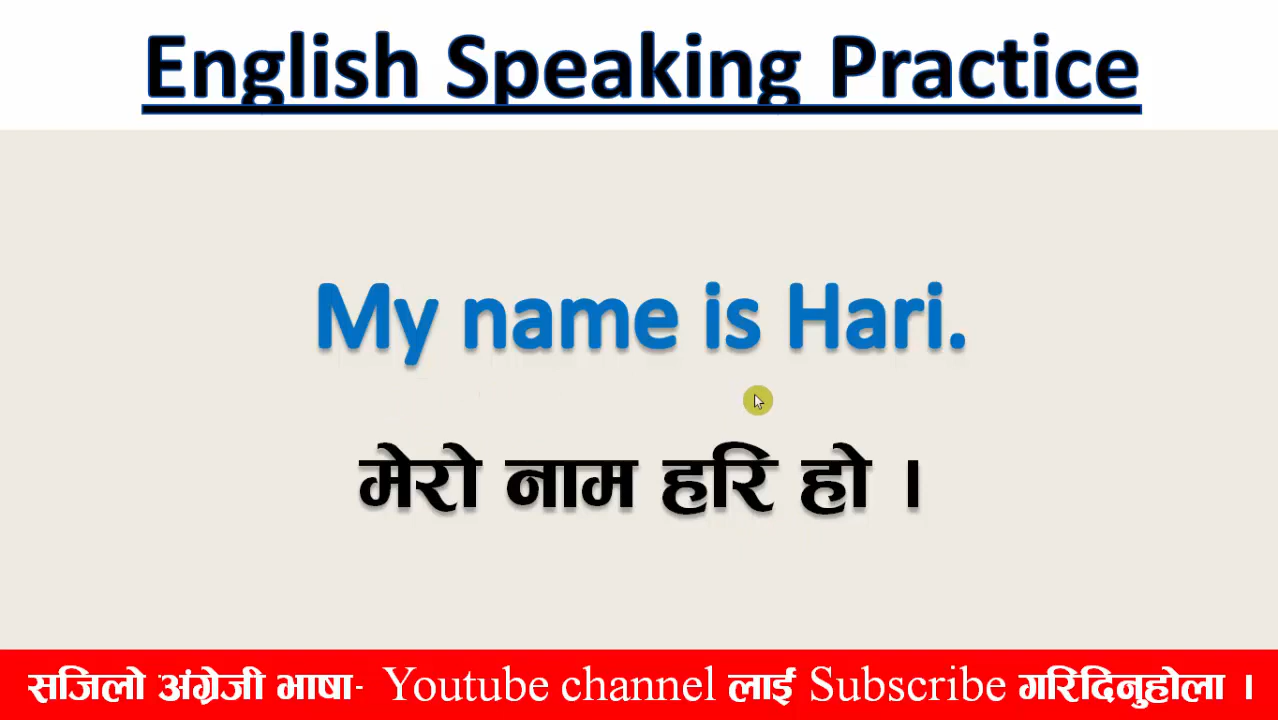 English Speaking Practice
My name is Hari.
मेरो नाम हरि हो ।
सजिलो अंग्रेजी भाषा- Youtube channel लाई Subscribe गरिदिनुहोला ।